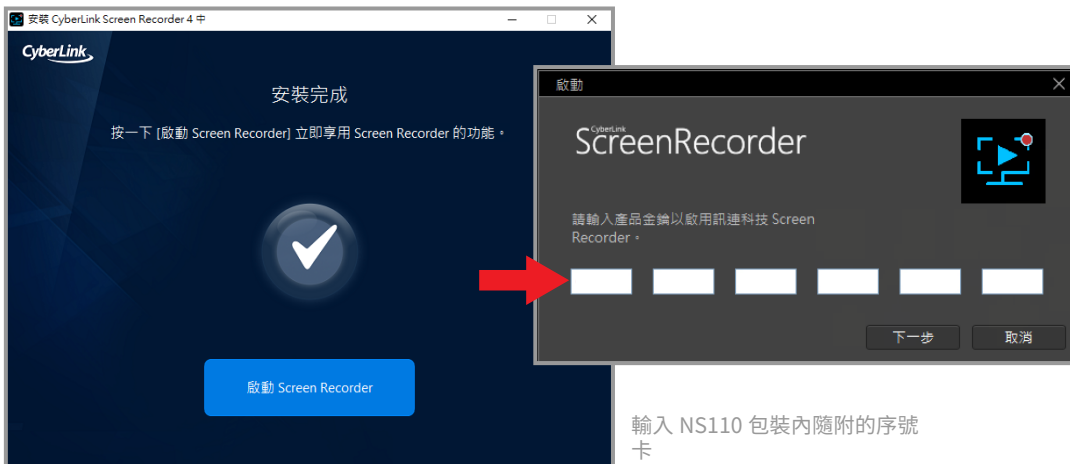 安裝 CyberLink Screen Recorder 4 中
CyberLink
安裝完成
按一下 [啟動 Screen Recorder] 立即享用 Screen Recorder 的功能。
啟動 Screen Recorder
啟動
CyberLink
ScreenRecorder
請輸入產品金鑰以啟用訊連科技 Screen
Recorder。
下一步
取消
輸入 NS110 包裝內隨附的序號
卡